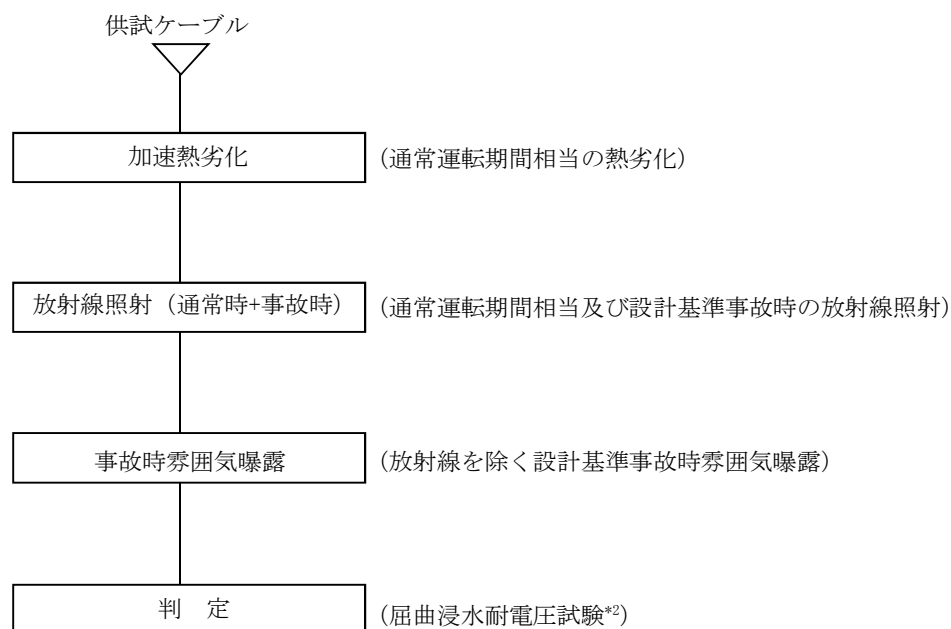 供試ケーブル
加速熱劣化 (通常運転期間相当の熱劣化)
放射線照射(通常時+事故時) (通常運転期間相当及び設計基準事故時の放射線照射)
事故時雰囲気曝露 (放射線を除く設計基準事故時雰囲気曝露)
判 定 (屈曲浸水耐電圧試験*2)